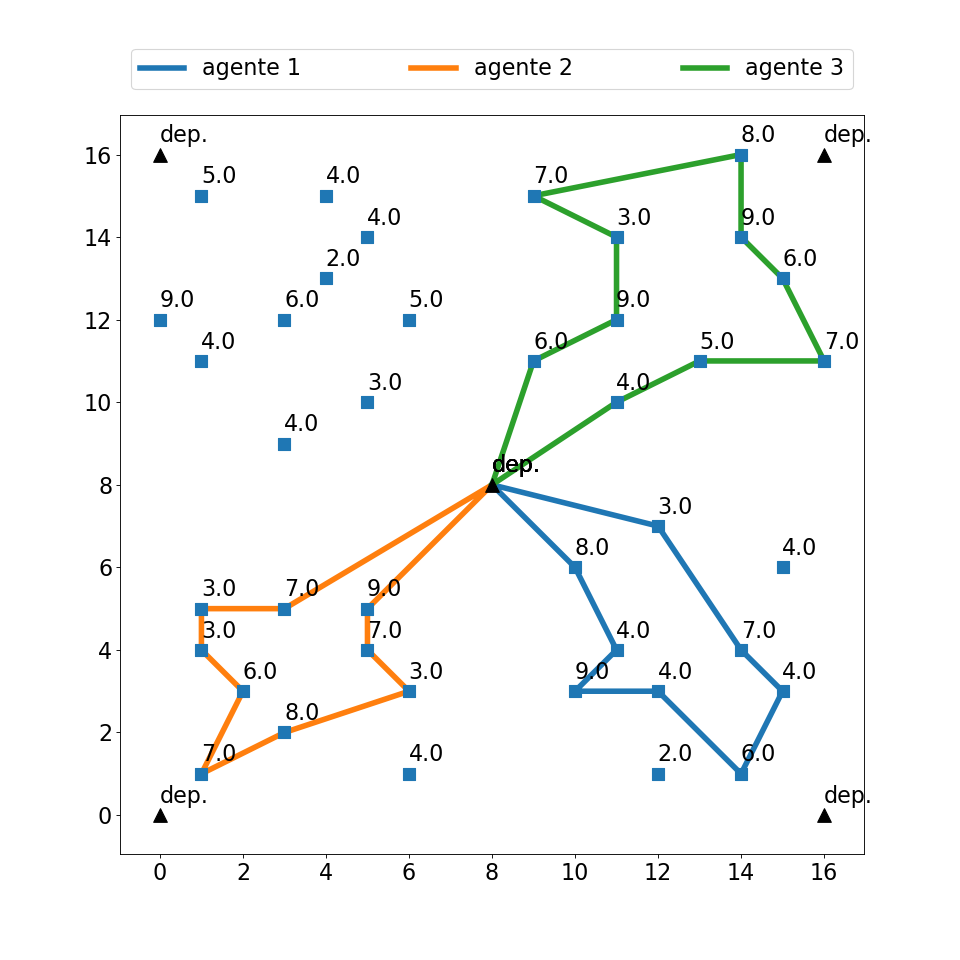 agente 1 agente 2 agente 3
dep. 8.0 dep.
16
5.0 4.0 7.0
4.0 3.0 9.0
14
2.0 6.0
9.0 6.0 5.0 9.0
12
4.0 6.0 5.0 7.0
3.0 4.0
10
4.0
dep.
8
3.0
8.0 4.0
6
3.0 7.0 9.0
3.0 7.0 4.0 7.0
4
6.0 3.0 9.0 4.0 4.0
8.0
2
7.0 4.0 2.0 6.0
dep. dep.
0
0 2 4 6 8 10 12 14 16